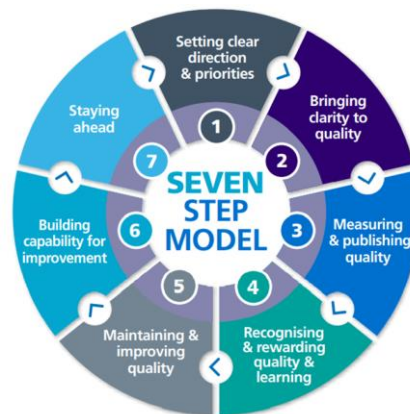 Setting clear
direction
& priorities
1
Bringing
clarity to
quality
2
Measuring
& publishing
quality
3
Recognising
& rewarding
quality &
learning
4
Maintaining &
improving
quality
5
Building
capability for
improvement
6
Staying
ahead
7
SEVEN
STEP
MODEL